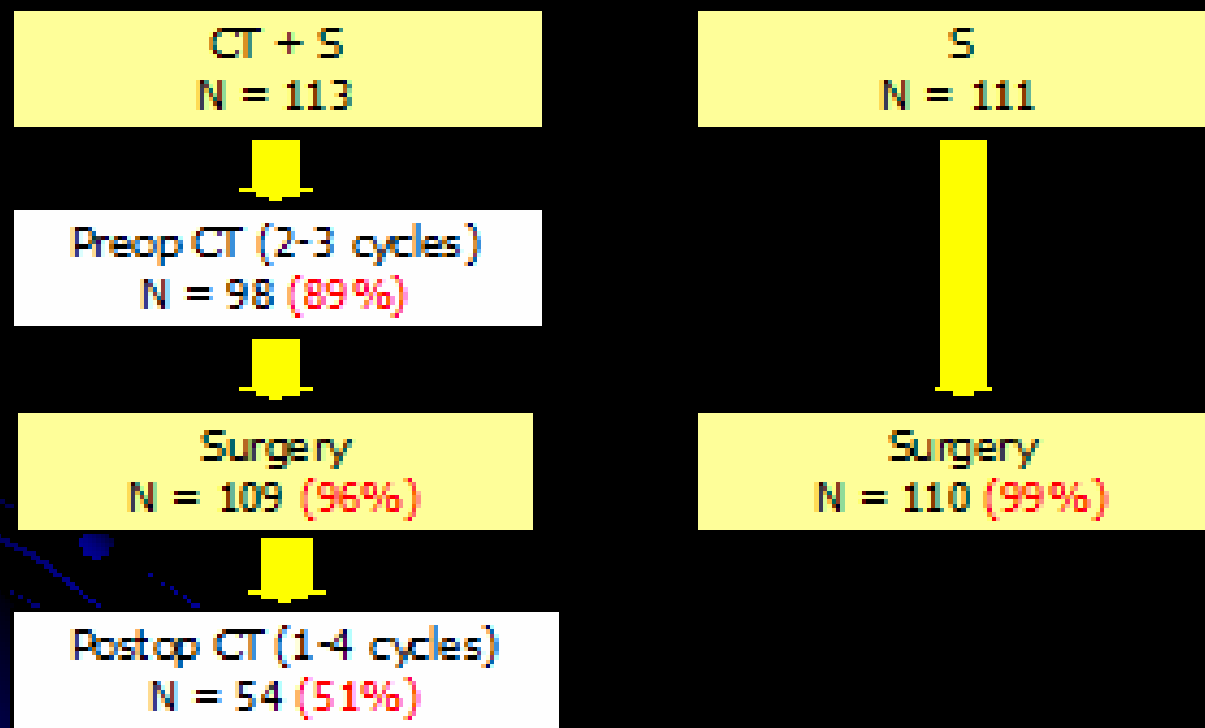 CT + S
N = 113
S
N = 111
Preop CT (2-3 cycles)
N = 98 (89%)
Surgery
N = 109 (96%)
Surgery
N = 110 (99%)
Postop CT (1-4 cycles)
N = 54 (51%)